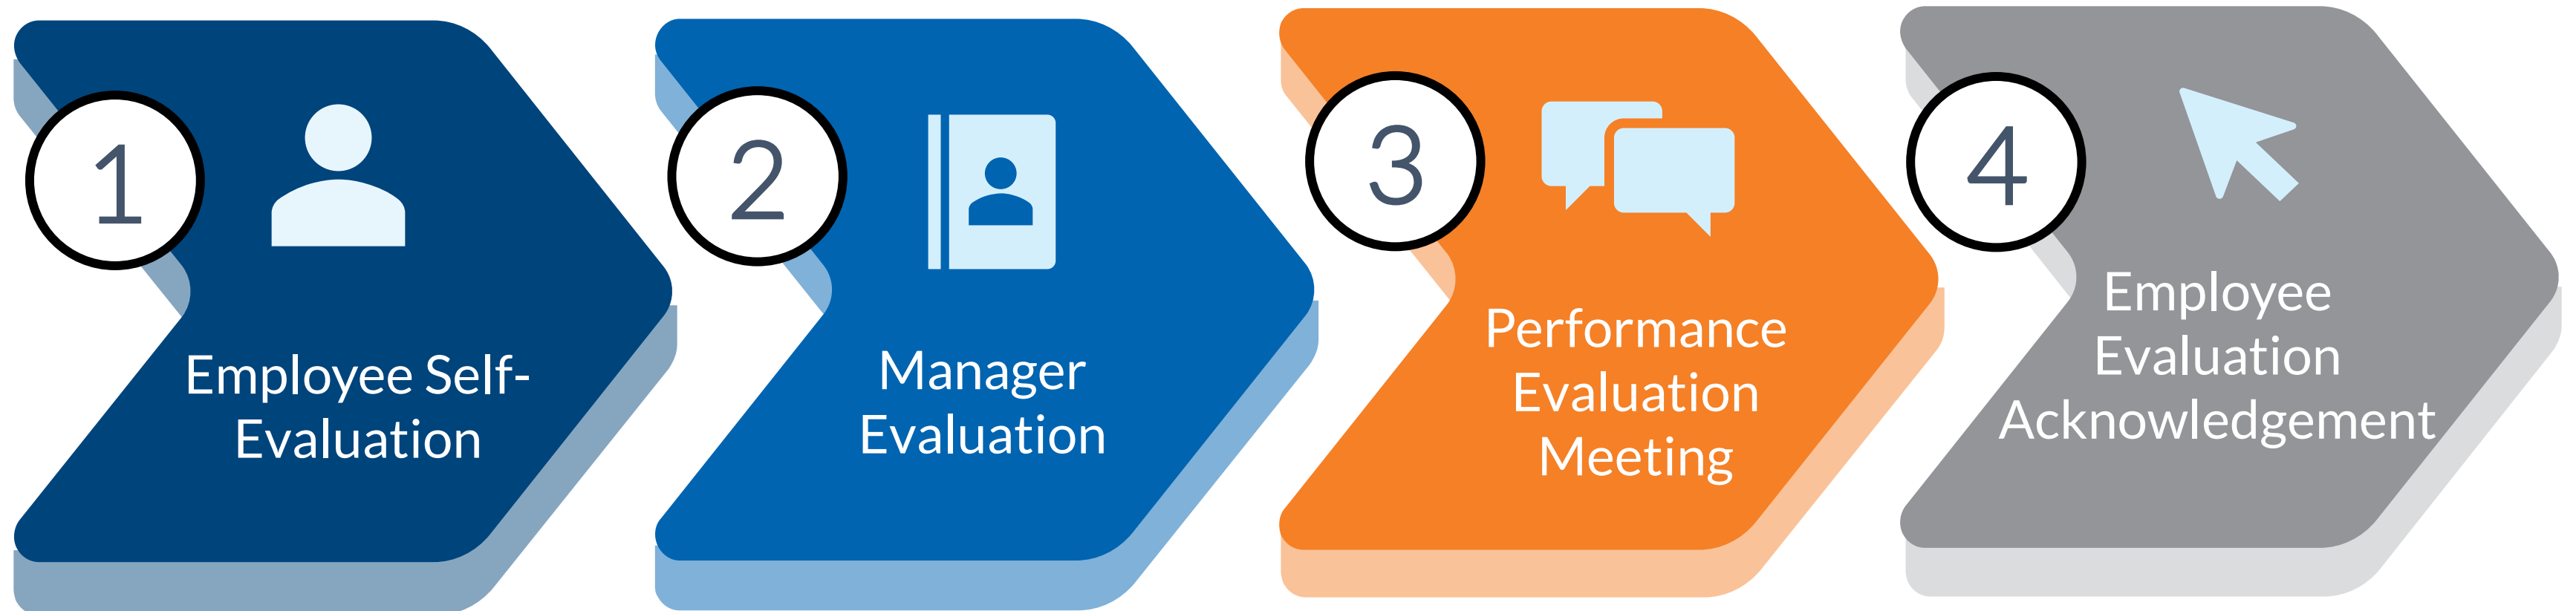 1
Employee Self-
Evaluation
2
Manager
Evaluation
3
Performance
Evaluation
Meeting
4
Employee
Evaluation
Acknowledgement